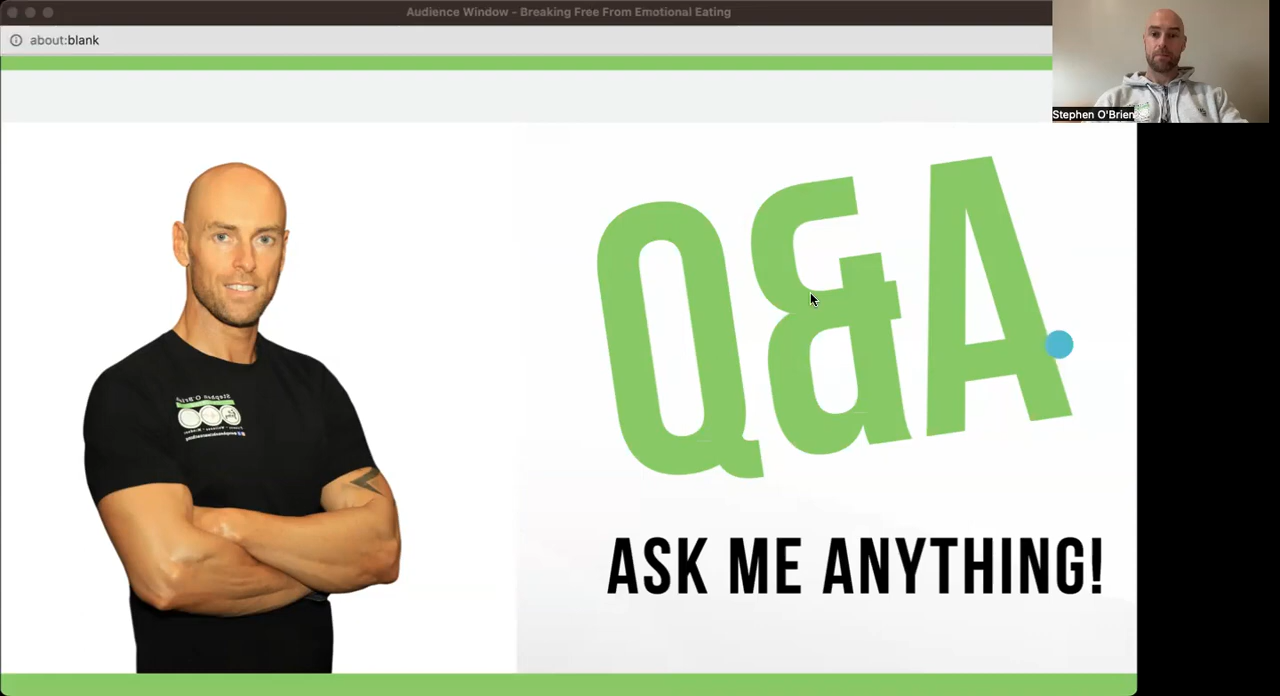 Audience Window - Breaking Free From Emotional Eating
about:blank
Stephen O'Brien
Q&A
ASK ME ANYTHING!